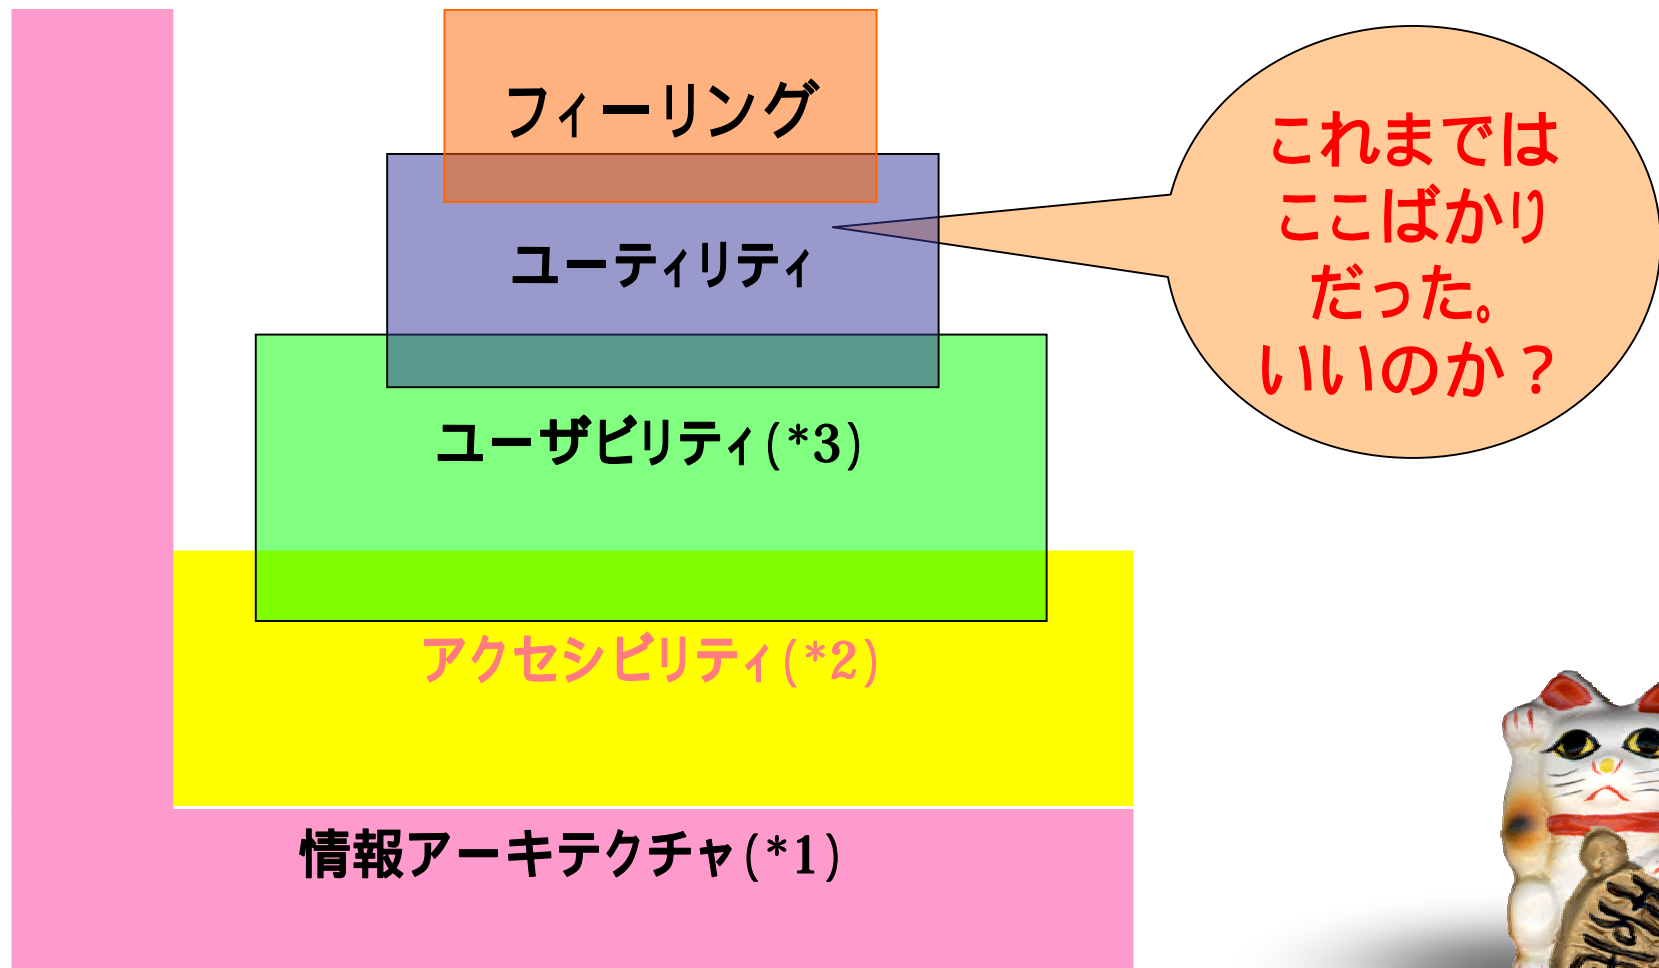 フィーリング
これまでは
ここばかり
だった。
いいのか？
ユーティリティ
ユーザビリティ(*3)
アクセシビリティ(*2)
情報アーキテクチャ(*1)